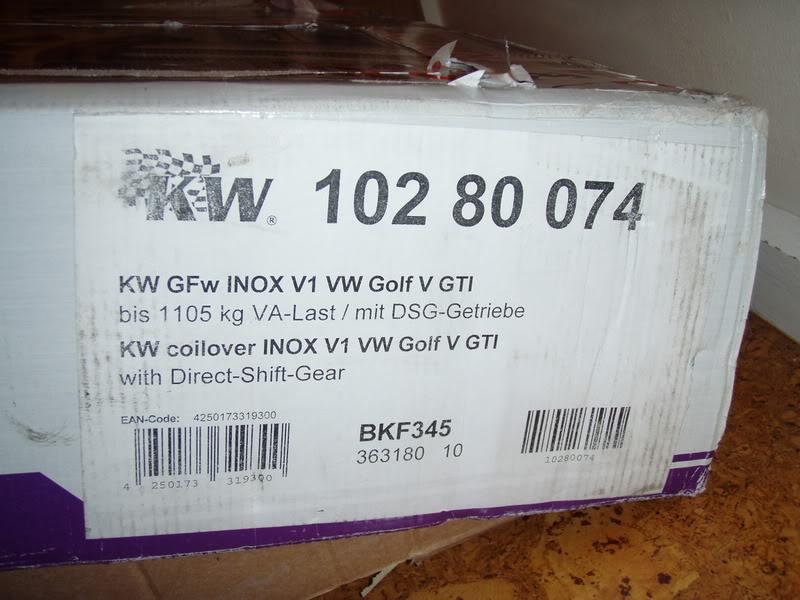 KW® 102 80 074
KW GFw INOX V1 VW Golf V GTI
bis 1105 kg VA-Last / mit DSG-Getriebe
KW coilover INOX V1 VW Golf V GTI
with Direct-Shift-Gear
EAN-Code: 4250173319300
4 250173 319300
BKF345
363180 10
10280074